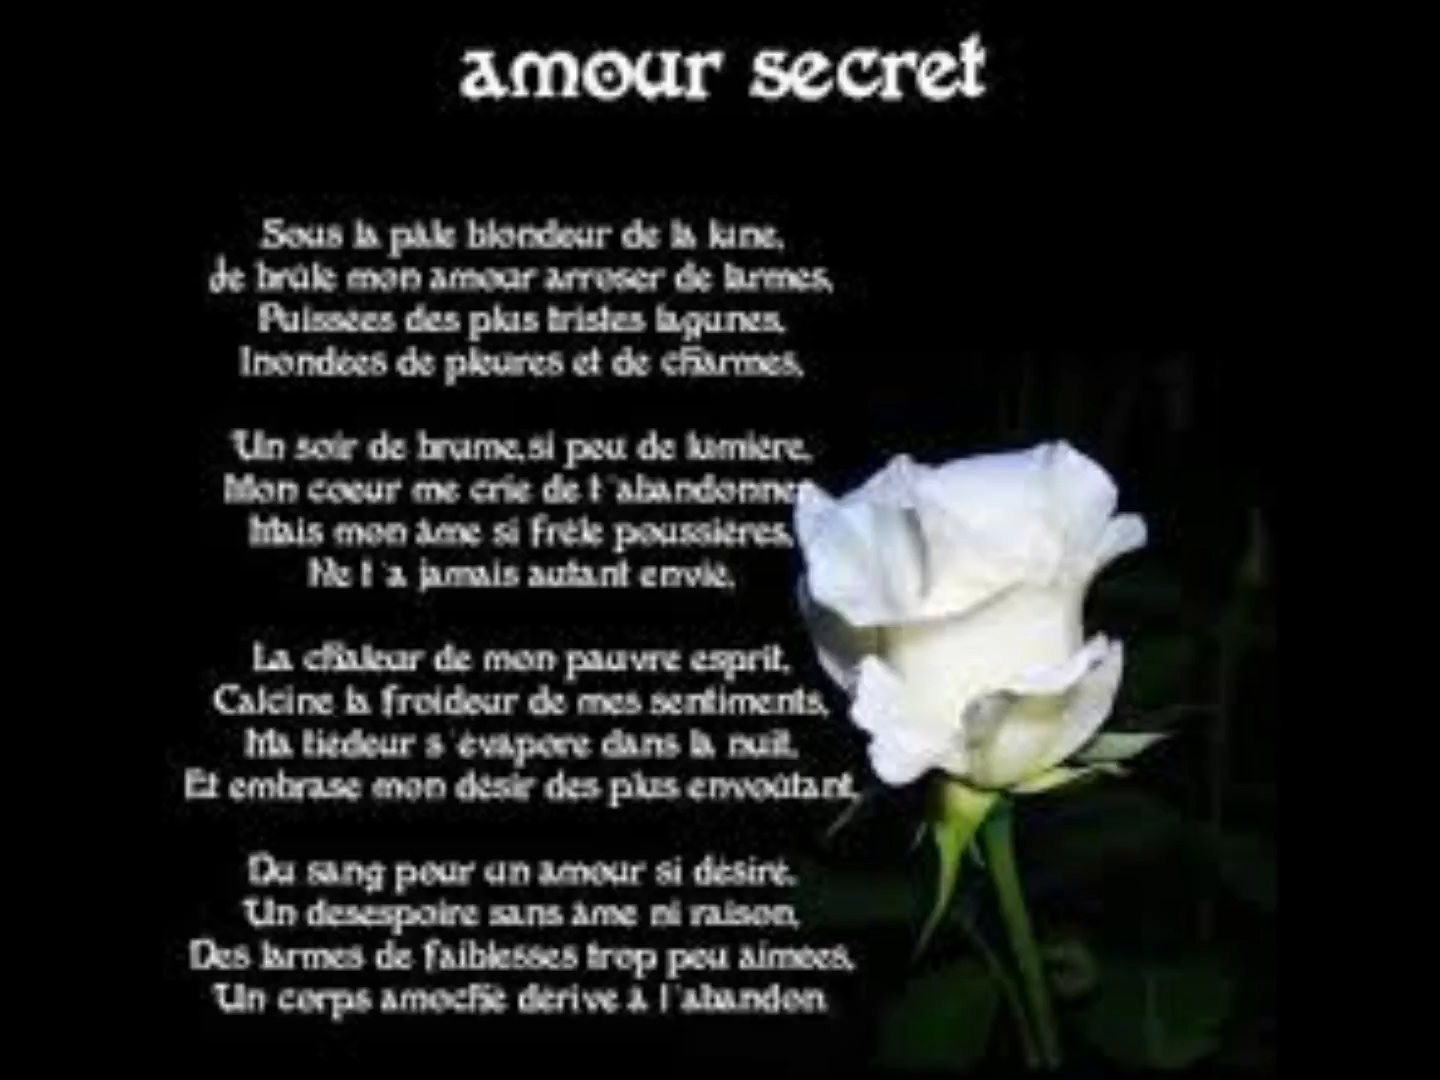 amour secret
Sous la pâle blondeur de la lune,
Je brûle mon amour arroser de larmes,
Puissées des plus tristes lagunes,
Inondées de pleures et de charmes,
Un soir de brume,si peu de lumière,
Mon coeur me crie de t'abandonner
Mais mon âme si frêle poussières,
Ne t'a jamais autant envié.
La chaleur de mon pauvre esprit,
Calcine la froideur de mes sentiments,
Ma tiédeur s'évapore dans la nuit,
Et embrase mon désir des plus envoûtant,
Du sang pour un amour si désiré,
Un désespoire sans âme ni raison,
Des larmes de faiblesses trop peu aimées,
Un corps amoché dérive à l'abandon